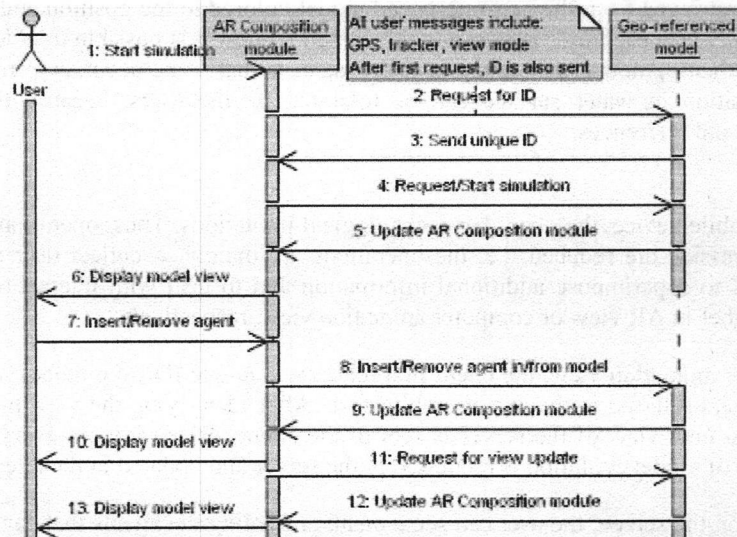 AR Composition
module
All user messages include:
GPS, tracker, view mode
After first request, ID is also sent
Geo-referenced
model
1: Start simulation
User
2: Request for ID
3: Send unique ID
4: Request/Start simulation
5: Update AR Composition module
6: Display model view
7: Insert/Remove agent
8: Insert/Remove agent in/from model
9: Update AR Composition module
10: Display model view
11: Request for view update
12: Update AR Composition module
13: Display model view